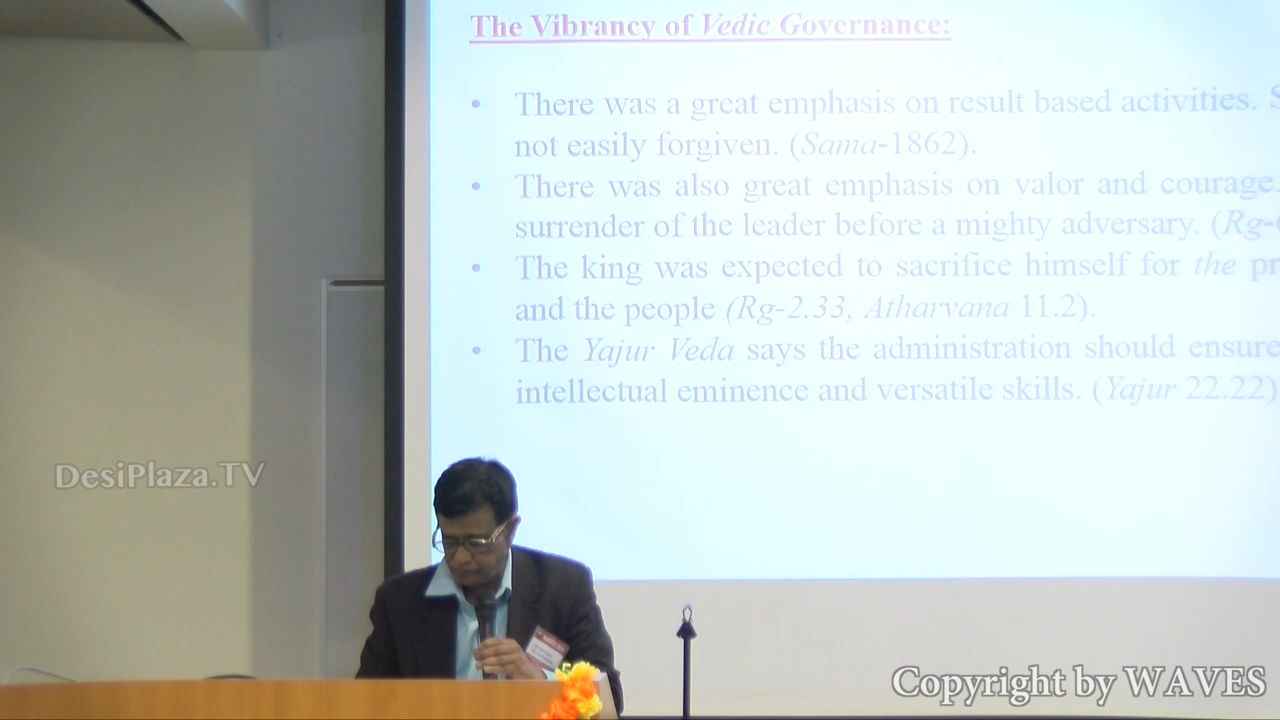 The Vibrancy of Vedic Governance:
• There was a great emphasis on result based activities.
not easily forgiven. (Sama-1862).
• There was also great emphasis on valor and courage.
surrender of the leader before a mighty adversary. (Rg-
• The king was expected to sacrifice himself for the pr
and the people (Rg-2.33, Atharvana 11.2).
• The Yajur Veda says the administration should ensure
intellectual eminence and versatile skills. (Yajur 22.22)
DesiPlaza.TV
Copyright by WAVES